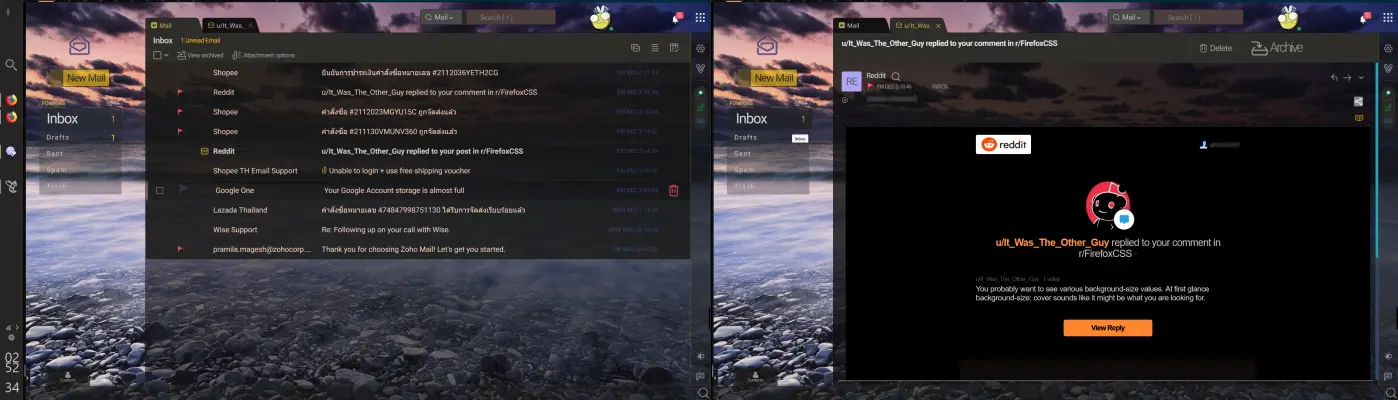 Mail
u/It_Was_
Mail
Search ( / )
Inbox
1 Unread Email
View archived
Attachment options
New Mail
FOLDERS
Inbox 1
Drafts 1
Sent
Spam
Trash
Shopee ยืนยันการชำระเงินคำสั่งซื้อหมายเลข #2112036YETH2CG
Reddit u/It_Was_The_Other_Guy replied to your comment in r/FirefoxCSS
Shopee คำสั่งซื้อ #2112023MGYU15C ถูกจัดส่งแล้ว
Shopee คำสั่งซื้อ #211130VMUNV360 ถูกจัดส่งแล้ว
Reddit u/It_Was_The_Other_Guy replied to your post in r/FirefoxCSS
Shopee TH Email Support Unable to login + use free shipping voucher
Google One Your Google Account storage is almost full
Lazada Thailand คำสั่งซื้อหมายเลข 474847998751130 ได้รับการจัดส่งเรียบร้อยแล้ว
Wise Support Re: Following up on your call with Wise.
pramila.magesh@zohocorp.... Thank you for choosing Zoho Mail! Let's get you started.
Contacts
02
52
34
Mail
u/It_Was_
Mail
Search ( / )
u/It_Was_The_Other_Guy replied to your comment in r/FirefoxCSS
Delete
Archive
New Mail
FOLDERS
Inbox 1
Drafts
Inbox
Sent
Spam
Trash
RE
Reddit
INBOX
reddit
u/It_Was_The_Other_Guy replied to your comment in
r/FirefoxCSS
u/It_Was_The_Other_Guy
You probably want to see various background-size values. At first glance
background-size: cover sounds like it might be what you are looking for.
View Reply
Contacts